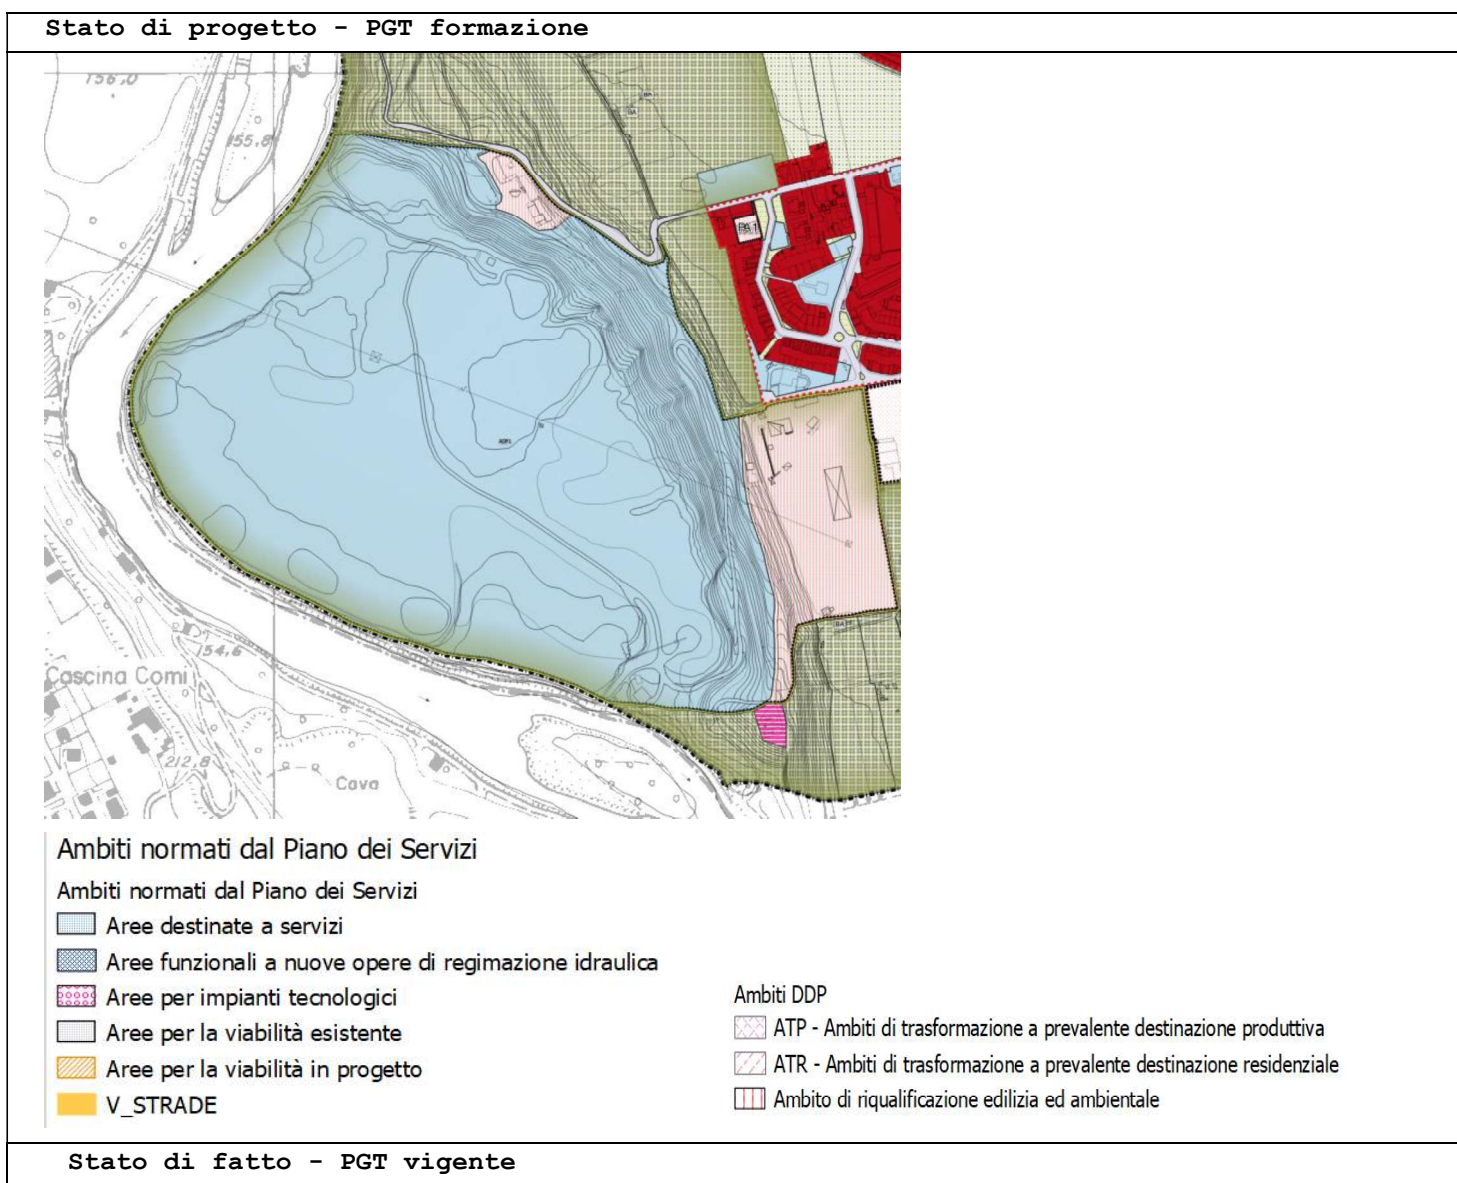 Stato di progetto - PGT formazione
156,0
155,8
PA 1
BA
Cascina Comi
154,6
212,8
Cava
Ambiti normati dal Piano dei Servizi
Ambiti normati dal Piano dei Servizi
Aree destinate a servizi
Aree funzionali a nuove opere di regimazione idraulica
Aree per impianti tecnologici
Aree per la viabilità esistente
Aree per la viabilità in progetto
V_STRADE
Ambiti DDP
ATP - Ambiti di trasformazione a prevalente destinazione produttiva
ATR - Ambiti di trasformazione a prevalente destinazione residenziale
Ambito di riqualificazione edilizia ed ambientale
Stato di fatto - PGT vigente